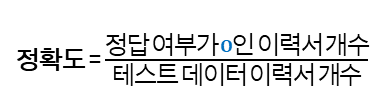 정답 여부가 o인 이력서 개수
정확도 =
테스트 데이터 이력서 개수